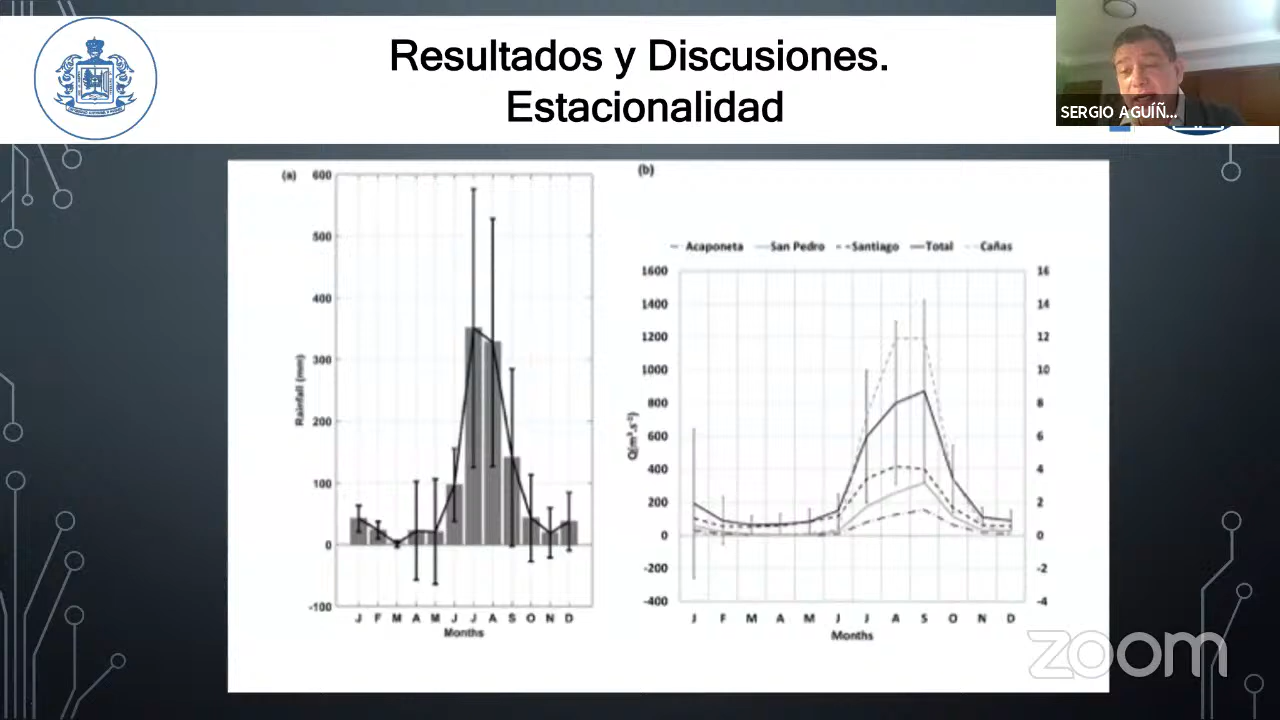 Resultados y Discusiones.
Estacionalidad
SERGIO AGUÍÑ...
(a)
600
500
400
300
200
100
0
-100
Rainfall (mm)
J F M A M J J A S O N D
Months
(b)
Acaponeta San Pedro Santiago Total Cañas
1600 16
1400 14
1200 12
1000 10
800 8
600 6
400 4
200 2
0 0
-200 -2
-400 -4
Q(m³.s⁻¹)
J F M A M J J A S O N D
Months
zoom